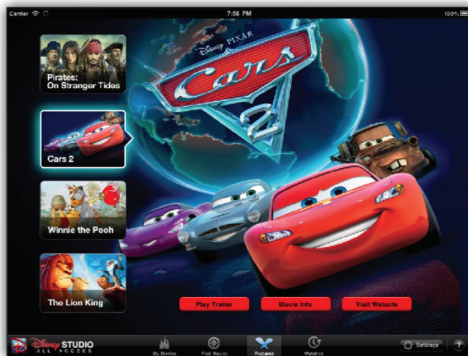 Carrier
7:58 PM
100%
Pirates:
On Stranger Tides
Cars 2
Winnie the Pooh
The Lion King
Disney PIXAR
Cars
2
Play Trailer
Movie Info
Visit Website
Disney STUDIO
ALL ACCESS
My Movies
Find Movies
Featured
Settings
?